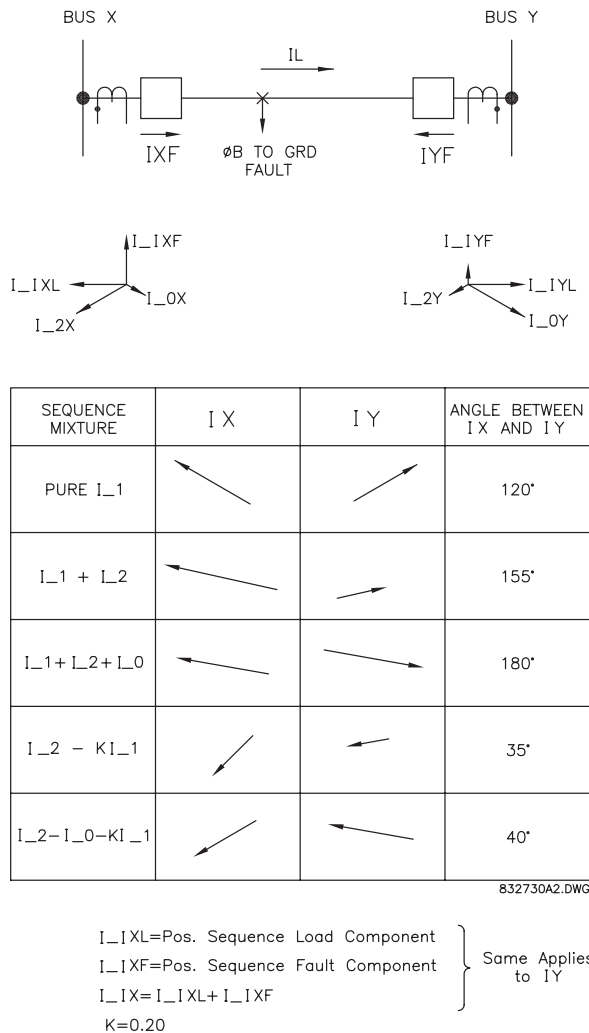 BUS X BUS Y
IL
IXF øB TO GRD IYF
FAULT
I_IXF I_IYF
I_IXL I_0X I_2X
I_2Y I_IYL I_0Y
SEQUENCE MIXTURE IX IY ANGLE BETWEEN IX AND IY
PURE I_1 120°
I_1 + I_2 155°
I_1+I_2+I_0 180°
I_2 - KI_1 35°
I_2-I_0-KI_1 40°
832730A2.DWG
I_IXL=Pos. Sequence Load Component
I_IXF=Pos. Sequence Fault Component
I_IX=I_IXL+I_IXF
Same Applies
to IY
K=0.20